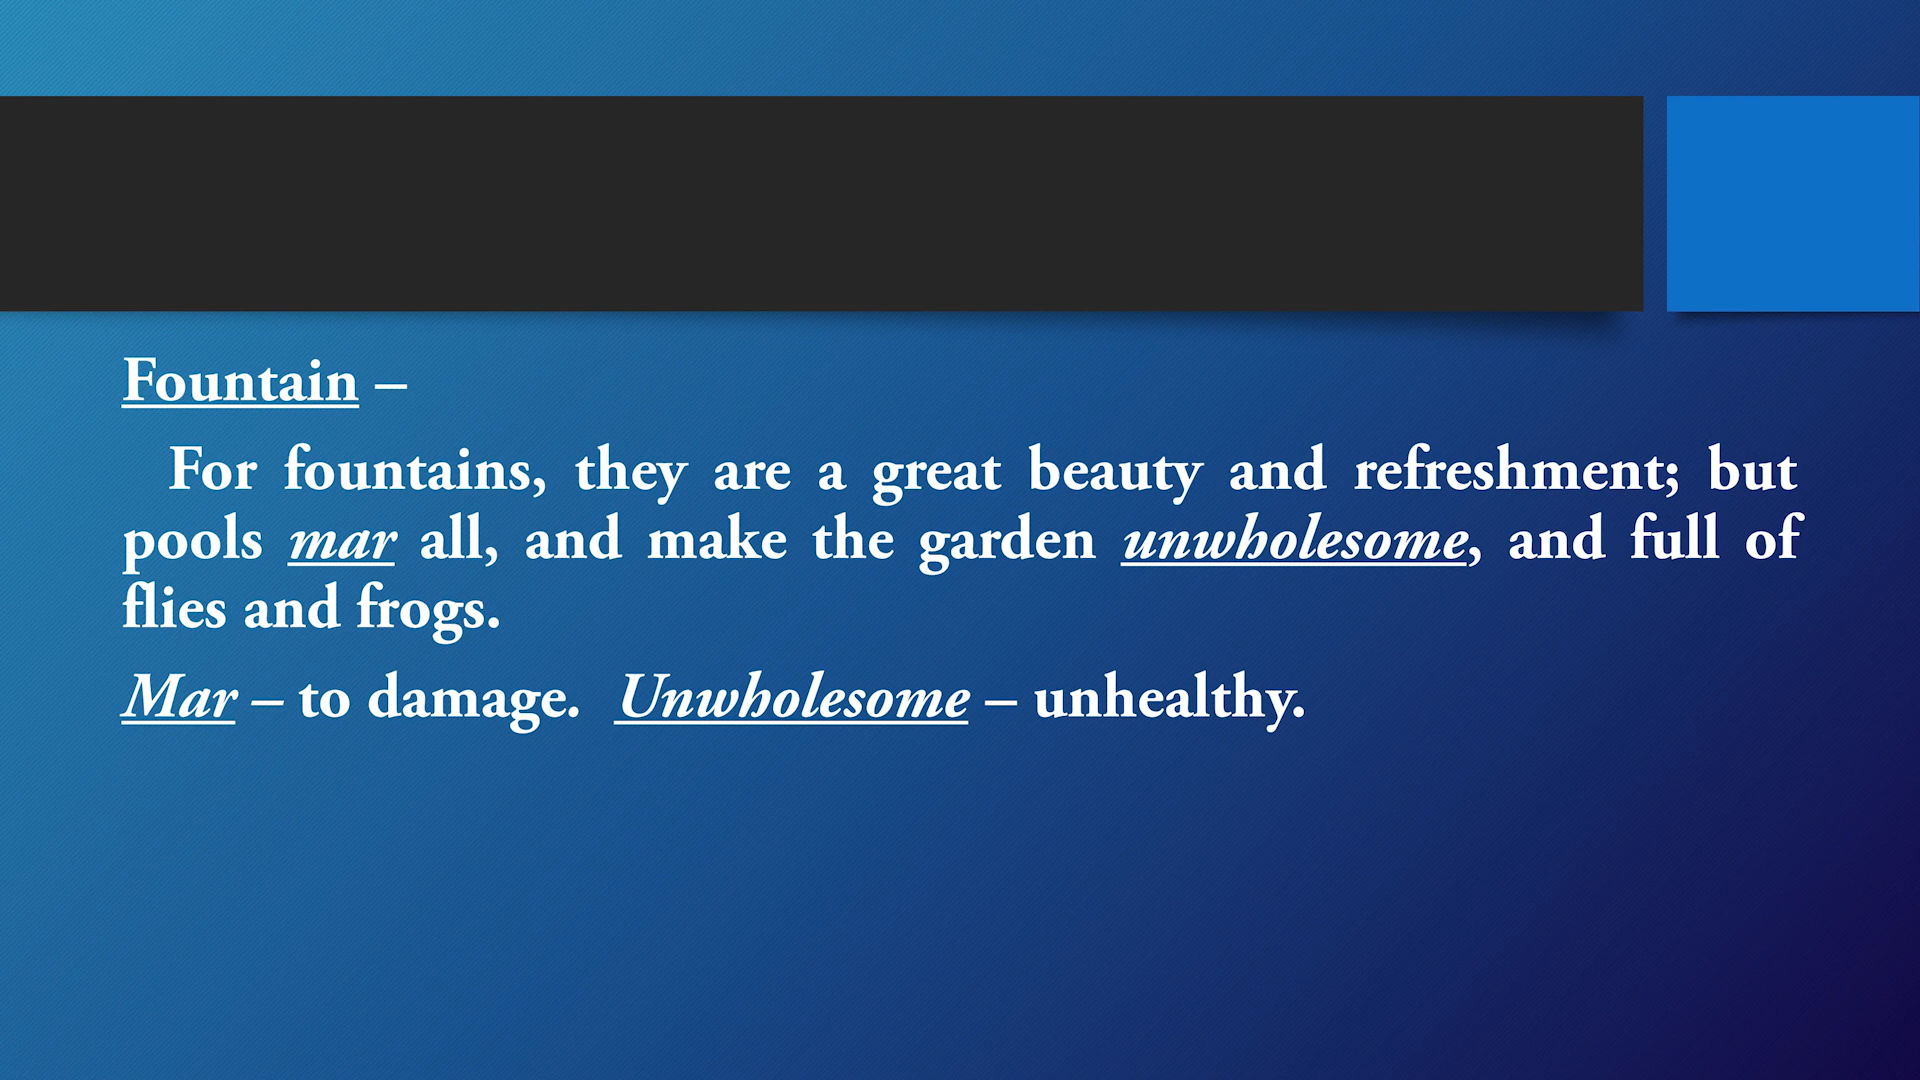 Fountain –
For fountains, they are a great beauty and refreshment; but
pools mar all, and make the garden unwholesome, and full of
flies and frogs.
Mar – to damage.  Unwholesome – unhealthy.